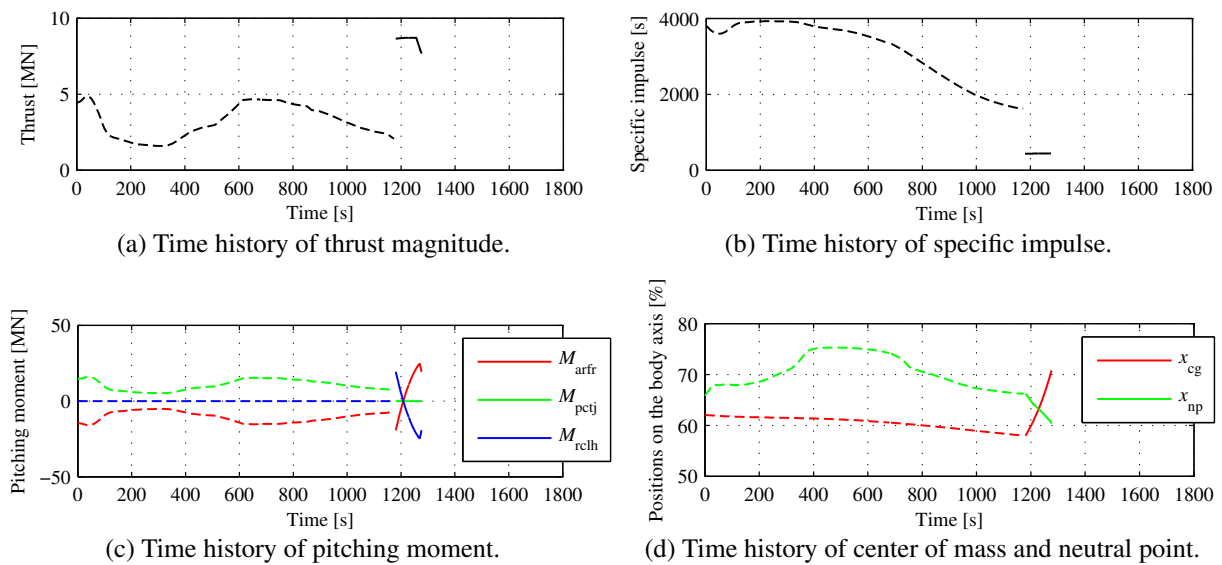 10
5
0
Thrust [MN]
0 200 400 600 800 1000 1200 1400 1600 1800
Time [s]
(a) Time history of thrust magnitude.
4000
2000
0
Specific impulse [s]
0 200 400 600 800 1000 1200 1400 1600 1800
Time [s]
(b) Time history of specific impulse.
50
0
−50
Pitching moment [MN]
0 200 400 600 800 1000 1200 1400 1600 1800
Time [s]
M_arfr
M_pctj
M_rclh
(c) Time history of pitching moment.
80
70
60
50
Positions on the body axis [%]
0 200 400 600 800 1000 1200 1400 1600 1800
Time [s]
x_cg
x_np
(d) Time history of center of mass and neutral point.